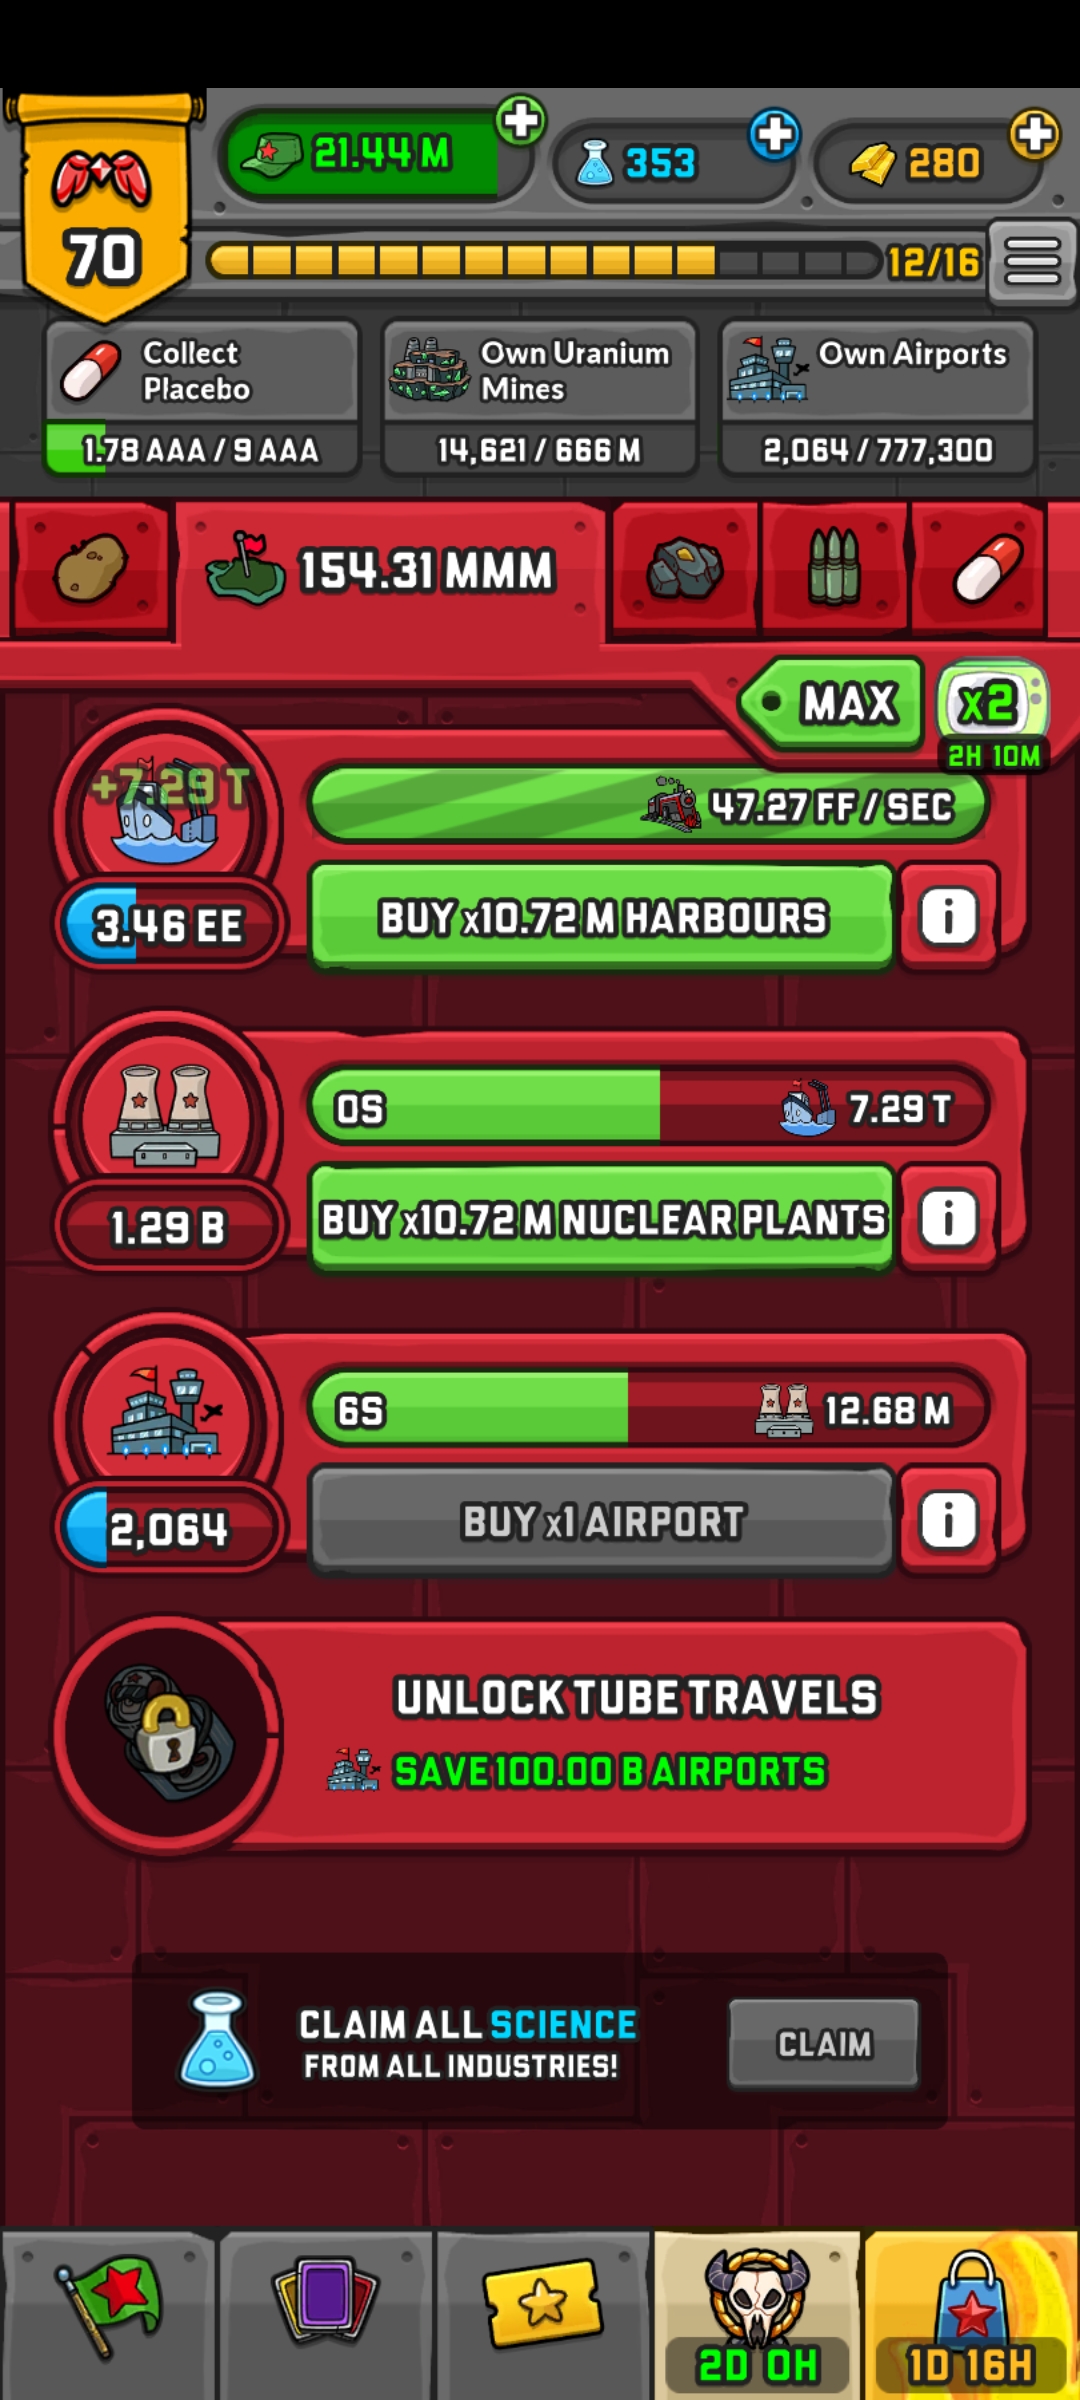 70
21.44 M
353
280
12/16
Collect
Placebo
1.78 AAA / 9 AAA
Own Uranium
Mines
14,621 / 666 M
Own Airports
2,064 / 777,300
154.31 MMM
MAX
x2
2H 10M
+7.29 T
47.27 FF / SEC
3.46 EE
BUY x10.72 M HARBOURS
i
0S
7.29 T
1.29 B
BUY x10.72 M NUCLEAR PLANTS
i
6S
12.68 M
2,064
BUY x1 AIRPORT
i
UNLOCK TUBE TRAVELS
SAVE 100.00 B AIRPORTS
CLAIM ALL SCIENCE
FROM ALL INDUSTRIES!
CLAIM
2D 0H
1D 16H